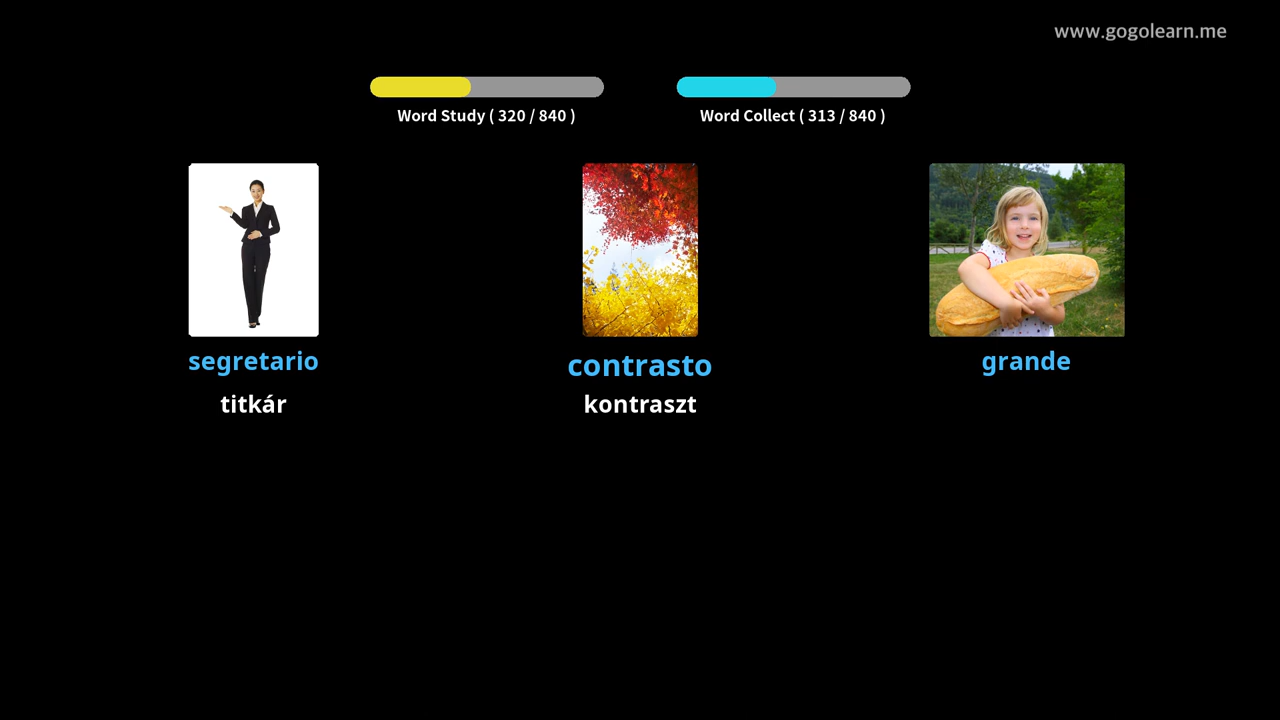 www.gogolearn.me
Word Study ( 320 / 840 )
Word Collect ( 313 / 840 )
segretario
contrasto
grande
titkár
kontraszt